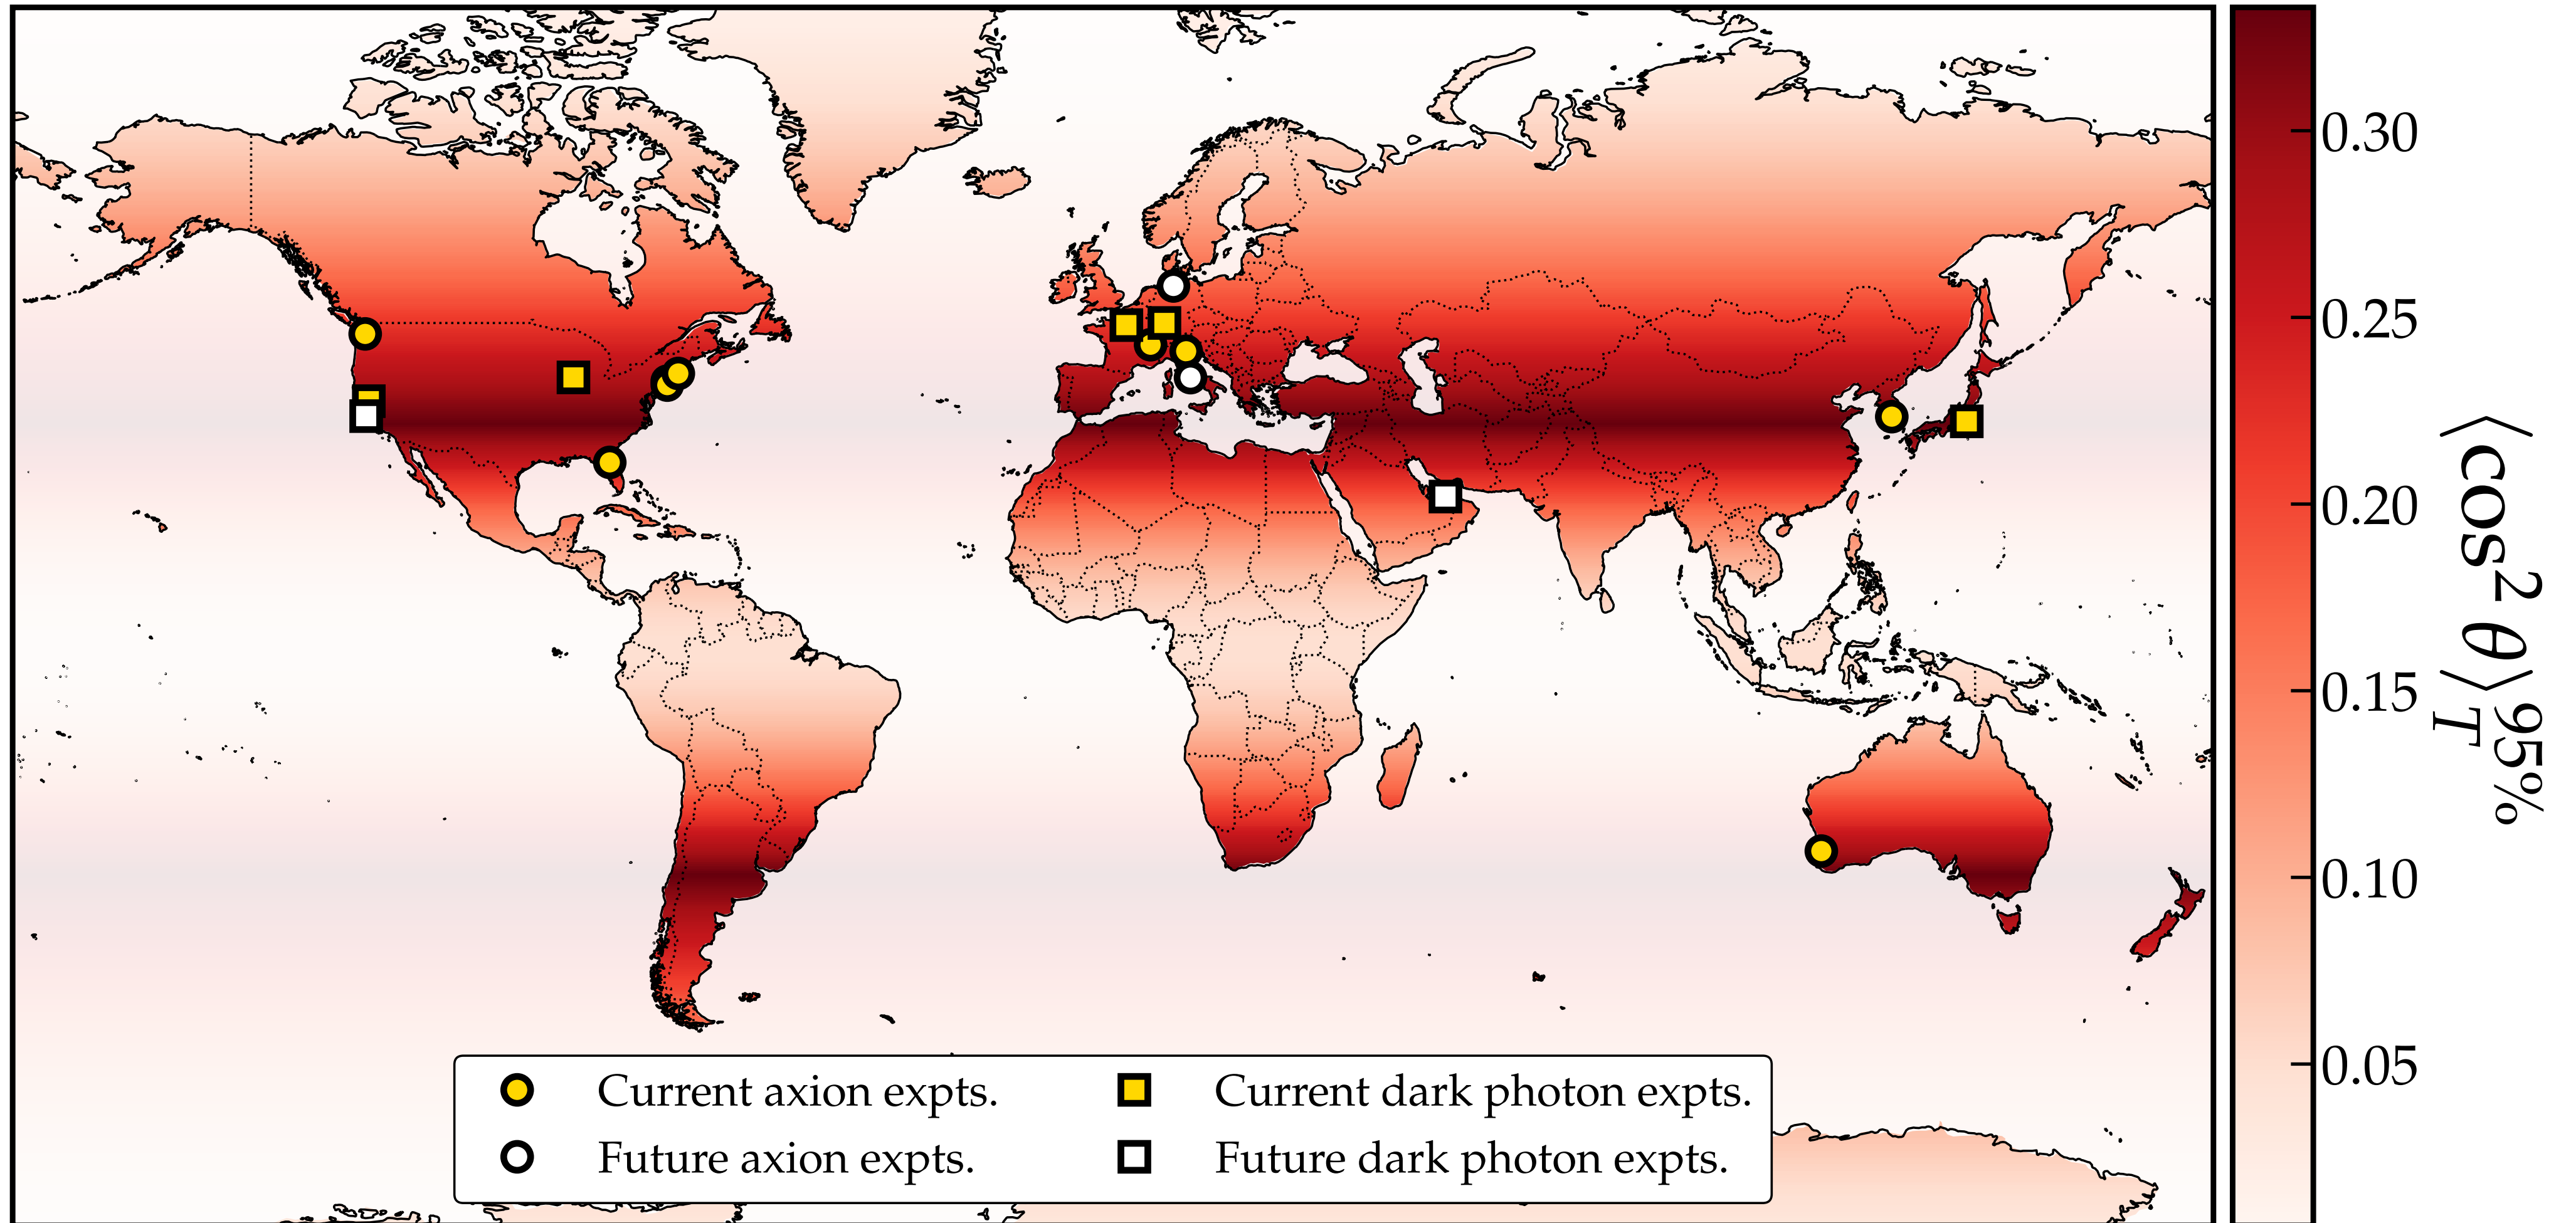 0.30
0.25
0.20
0.15
0.10
0.05
⟨cos² θ⟩_T^95%
Current axion expts.
Current dark photon expts.
Future axion expts.
Future dark photon expts.